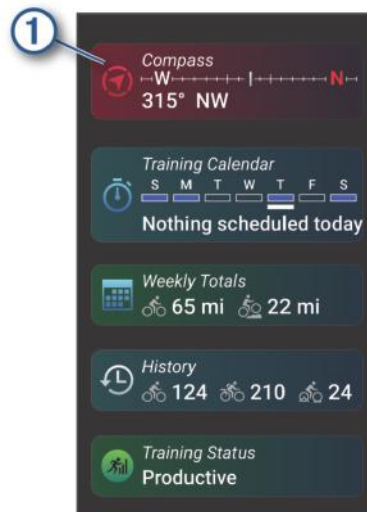 1
Compass
W N
315° NW
Training Calendar
S M T W T F S
Nothing scheduled today
Weekly Totals
65 mi 22 mi
History
124 210 24
Training Status
Productive